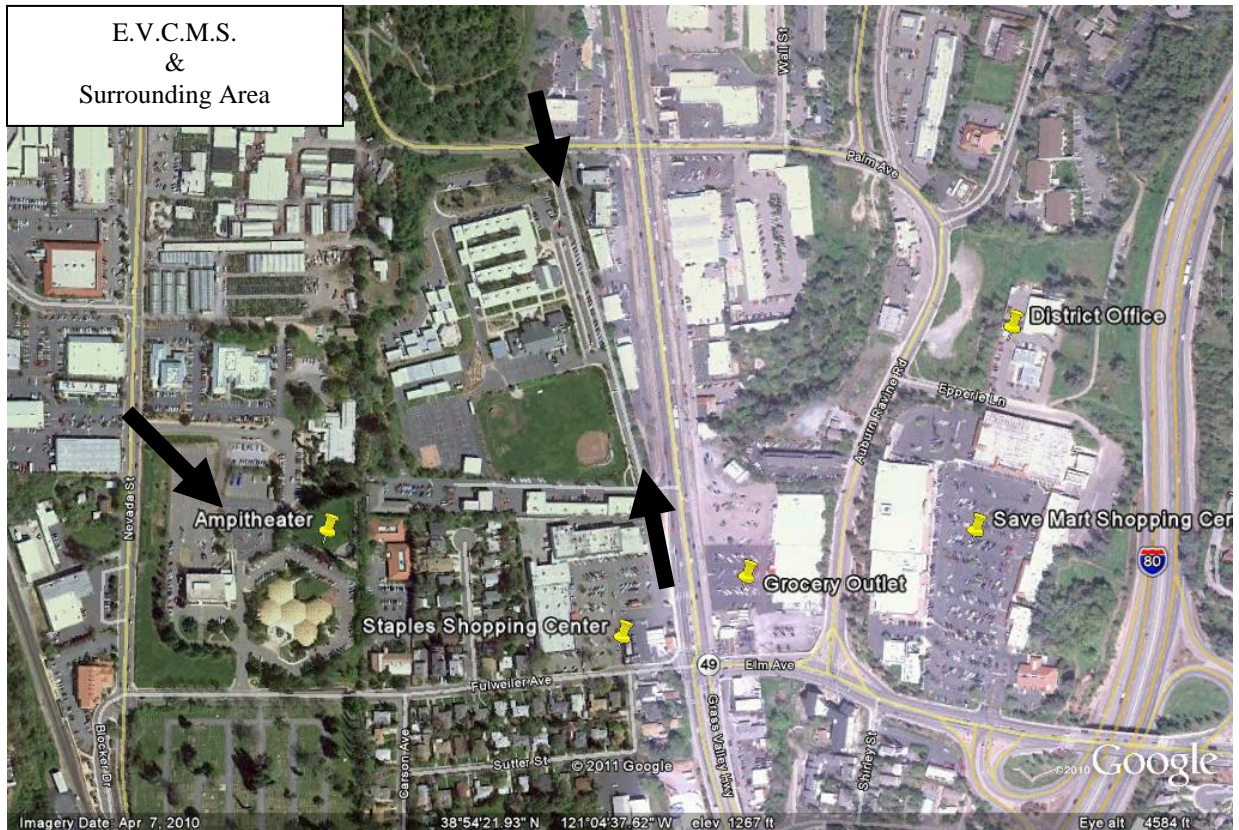 E.V.C.M.S.
&
Surrounding Area
Wall St
Palm Ave
District Office
Epperle Ln
Auburn Ravine Rd
Nevada St
Ampitheater
Save Mart Shopping Cen
80
Grocery Outlet
Staples Shopping Center
49
Elm Ave
Fulweiler Ave
Grass Valley Hwy
Blocker Dr
Carson Ave
Sutter St
Shirley St
© 2011 Google
©2010 Google
Imagery Date: Apr. 7, 2010
38°54'21.93" N 121°04'37.62" W elev 1267 ft
Eye alt 4584 ft